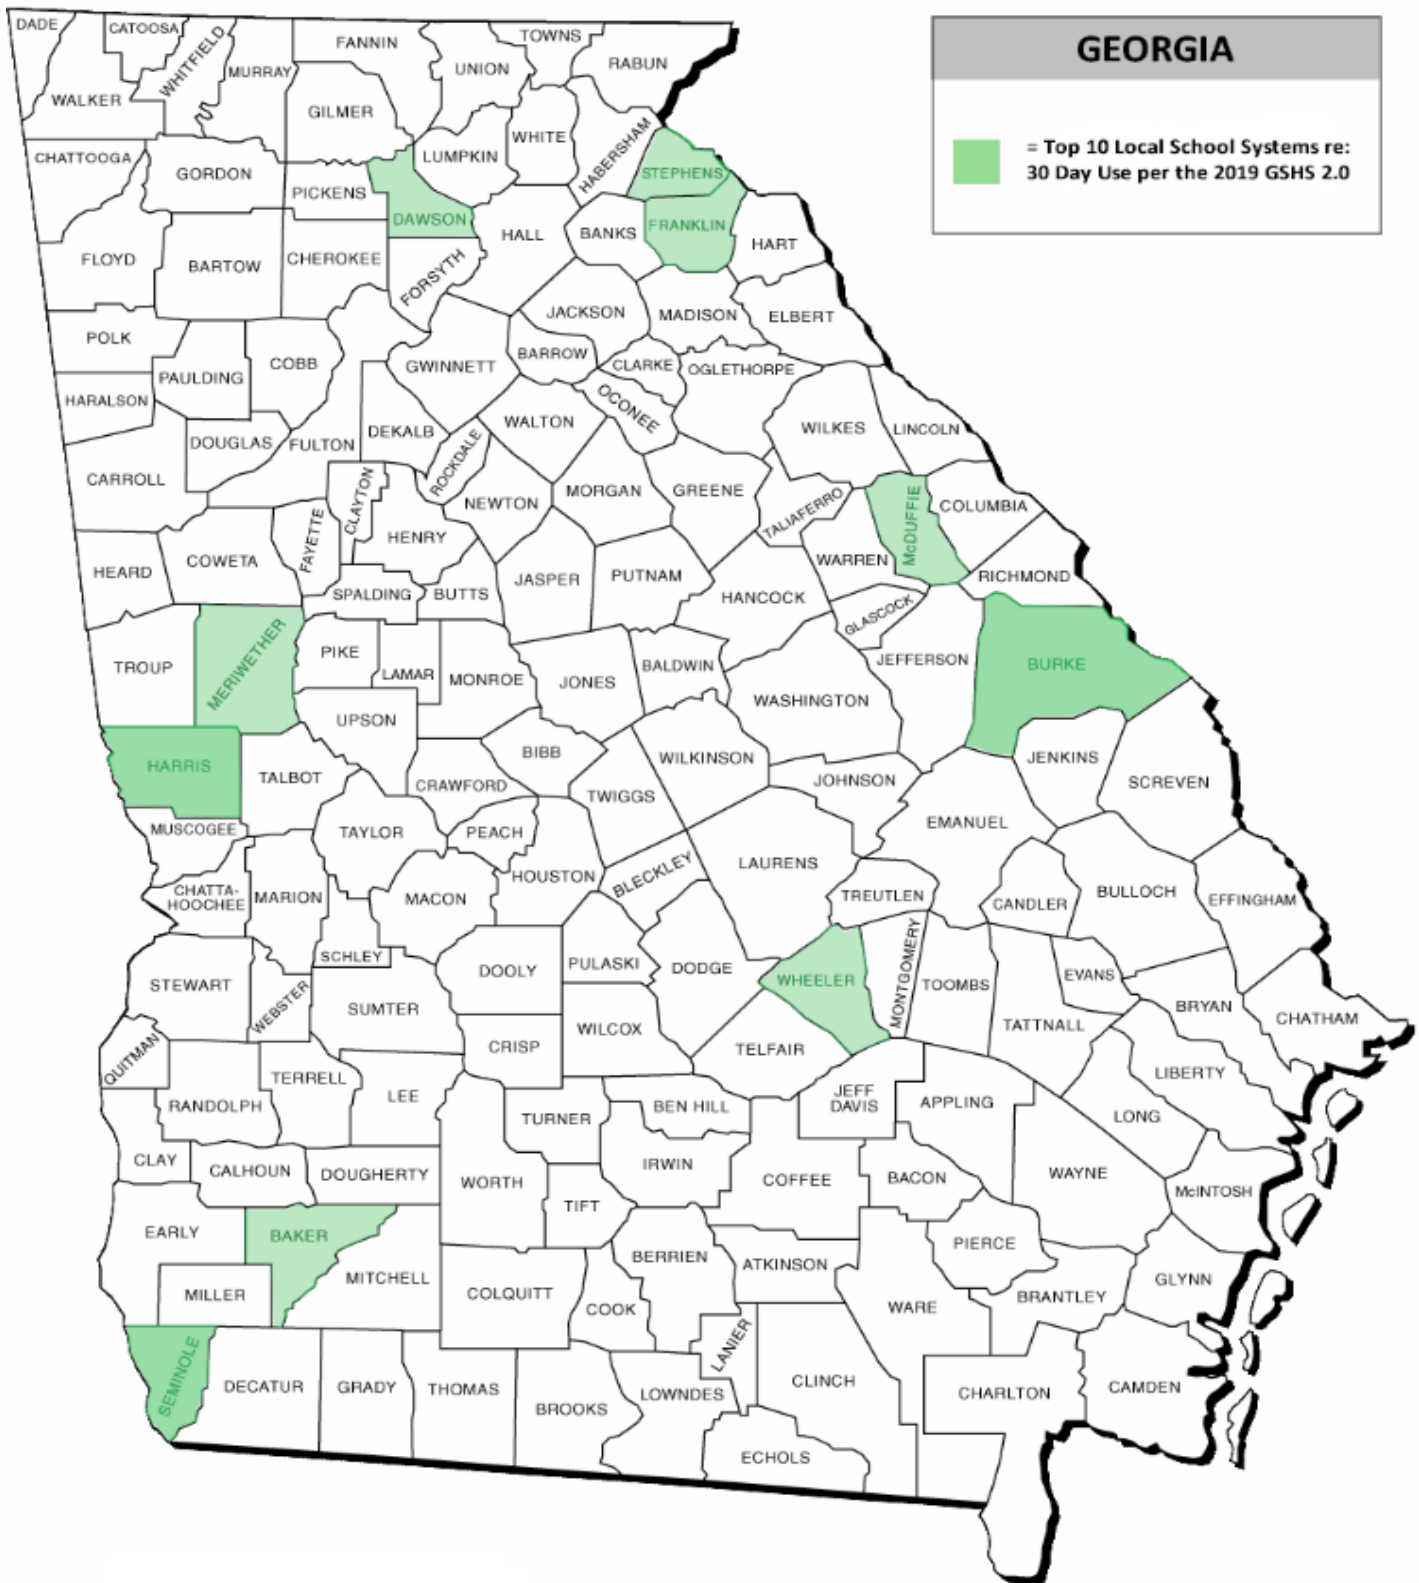 GEORGIA
= Top 10 Local School Systems re:
30 Day Use per the 2019 GSHS 2.0
DADE
CATOOSA
WHITFIELD
MURRAY
FANNIN
UNION
TOWNS
RABUN
WALKER
GILMER
WHITE
HABERSHAM
LUMPKIN
STEPHENS
CHATTOOGA
GORDON
PICKENS
DAWSON
HALL
BANKS
FRANKLIN
HART
FLOYD
BARTOW
CHEROKEE
FORSYTH
JACKSON
MADISON
ELBERT
POLK
PAULDING
COBB
GWINNETT
BARROW
CLARKE
OGLETHORPE
HARALSON
OCONEE
DOUGLAS
FULTON
DEKALB
ROCKDALE
WALTON
WILKES
LINCOLN
CARROLL
CLAYTON
NEWTON
MORGAN
GREENE
TALIAFERRO
McDUFFIE
COLUMBIA
HEARD
COWETA
FAYETTE
HENRY
WARREN
RICHMOND
SPALDING
BUTTS
JASPER
PUTNAM
HANCOCK
GLASCOCK
TROUP
MERIWETHER
PIKE
LAMAR
MONROE
JONES
BALDWIN
WASHINGTON
JEFFERSON
BURKE
UPSON
HARRIS
TALBOT
CRAWFORD
BIBB
TWIGGS
WILKINSON
JOHNSON
JENKINS
SCREVEN
MUSCOGEE
TAYLOR
PEACH
EMANUEL
CHATTA-
HOOCHEE
MARION
MACON
HOUSTON
BLECKLEY
LAURENS
TREUTLEN
CANDLER
BULLOCH
EFFINGHAM
SCHLEY
STEWART
WEBSTER
DOOLY
PULASKI
DODGE
WHEELER
MONTGOMERY
TOOMBS
EVANS
TATTNALL
BRYAN
CHATHAM
SUMTER
QUITMAN
CRISP
WILCOX
TELFAIR
RANDOLPH
TERRELL
LEE
TURNER
BEN HILL
JEFF
DAVIS
APPLING
LONG
LIBERTY
CLAY
CALHOUN
DOUGHERTY
WORTH
TIFT
IRWIN
COFFEE
BACON
WAYNE
McINTOSH
EARLY
BAKER
MITCHELL
MILLER
COLQUITT
COOK
BERRIEN
ATKINSON
PIERCE
WARE
BRANTLEY
GLYNN
SEMINOLE
DECATUR
GRADY
THOMAS
BROOKS
LOWNDES
LANIER
CLINCH
ECHOLS
CHARLTON
CAMDEN